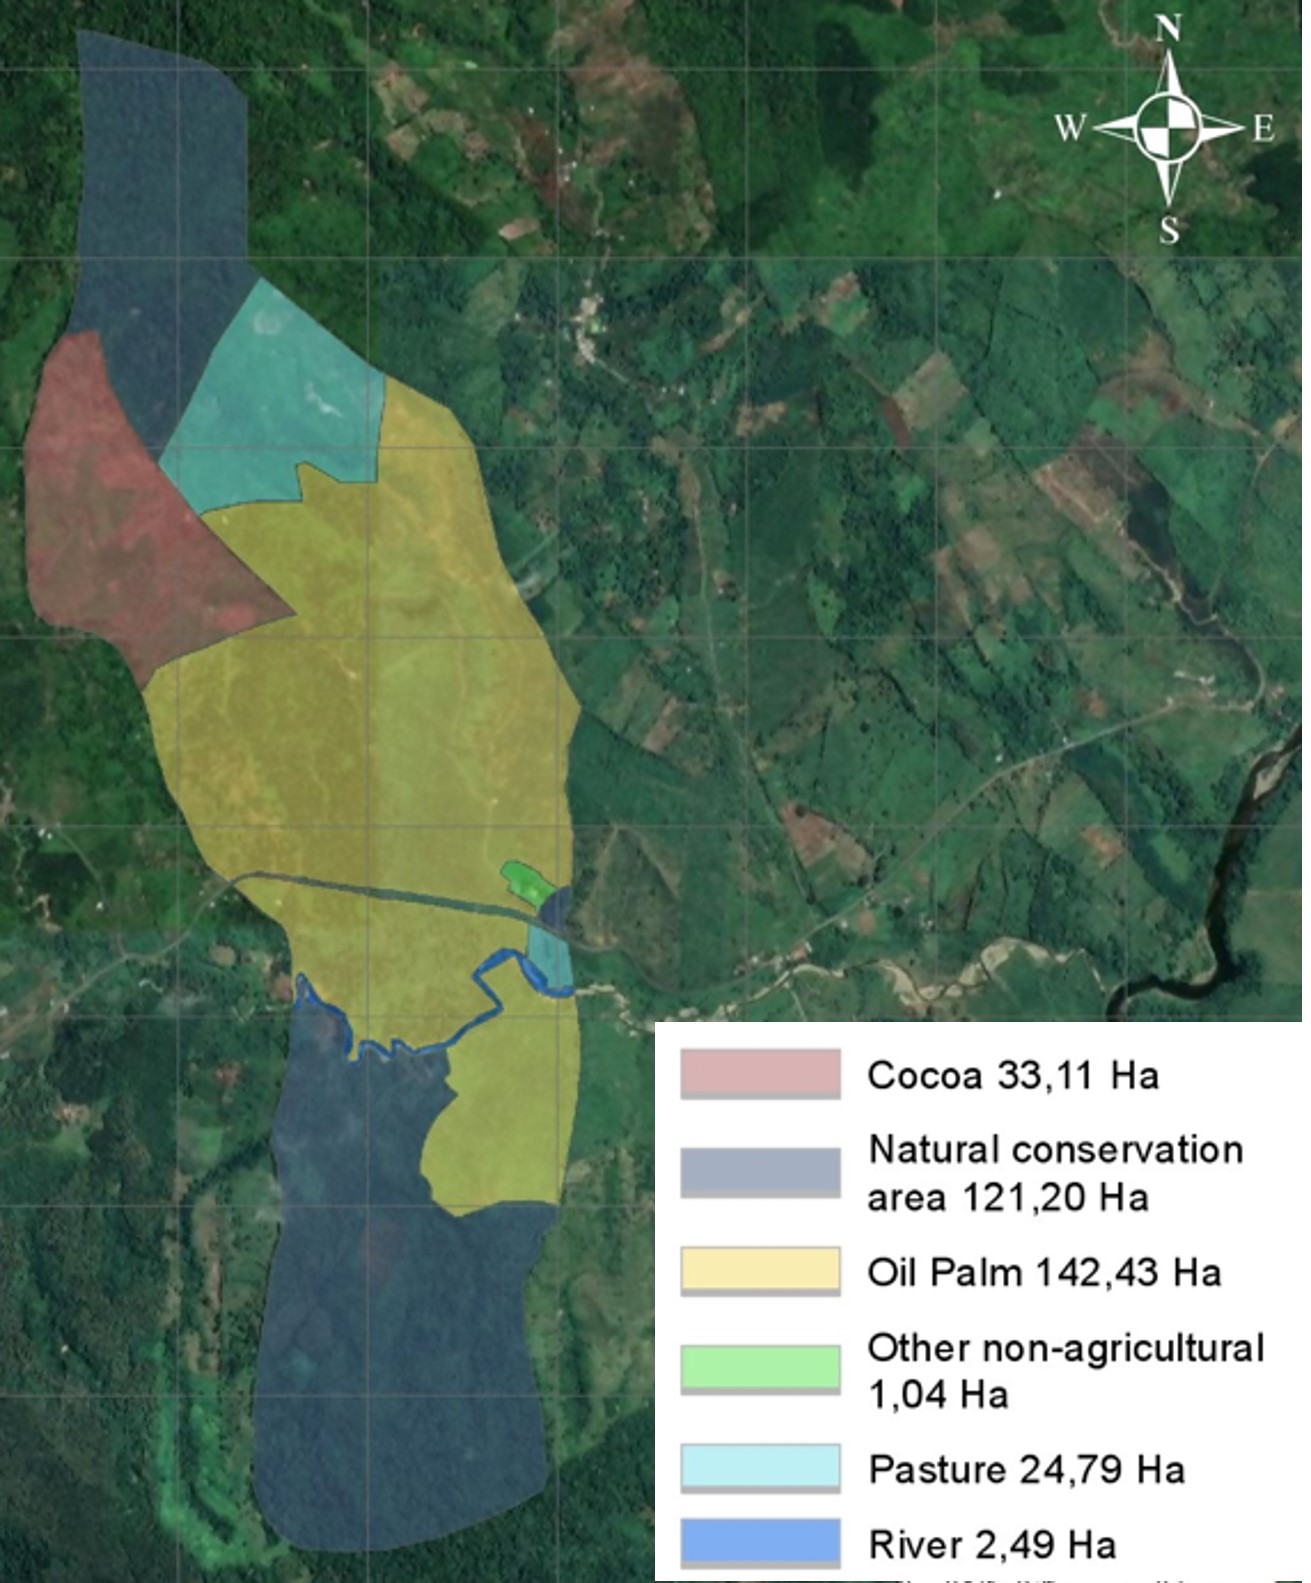 N
W
E
S
Cocoa 33,11 Ha
Natural conservation
area 121,20 Ha
Oil Palm 142,43 Ha
Other non-agricultural
1,04 Ha
Pasture 24,79 Ha
River 2,49 Ha